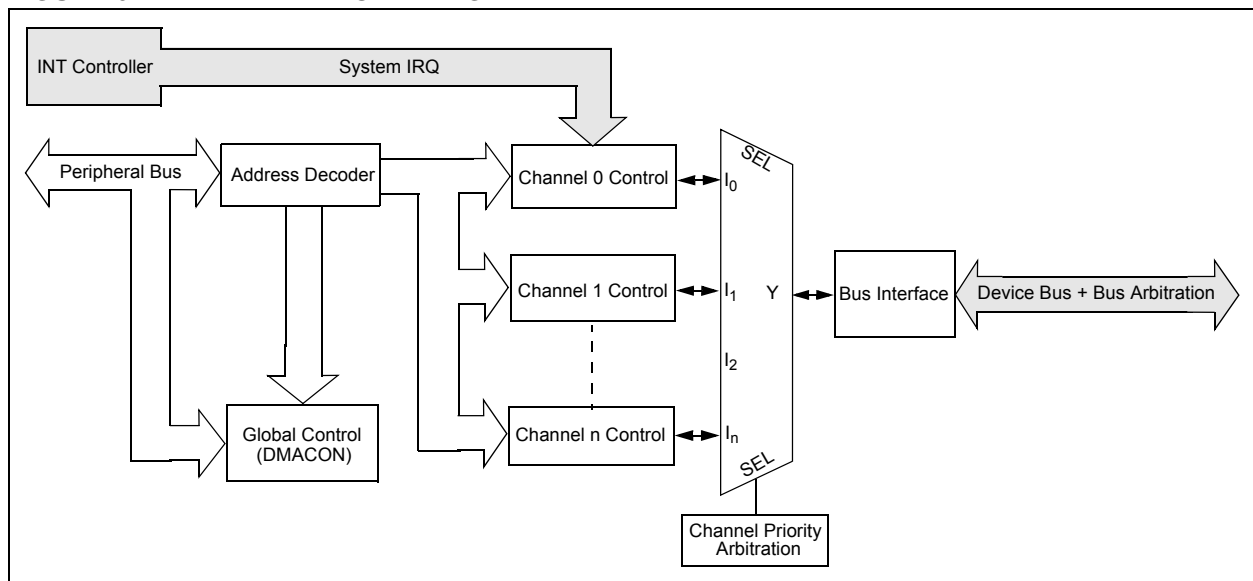 INT Controller
System IRQ
Peripheral Bus
Address Decoder
Channel 0 Control
I0
SEL
Channel 1 Control
I1
Y
Bus Interface
Device Bus + Bus Arbitration
I2
Global Control
(DMACON)
Channel n Control
In
SEL
Channel Priority
Arbitration